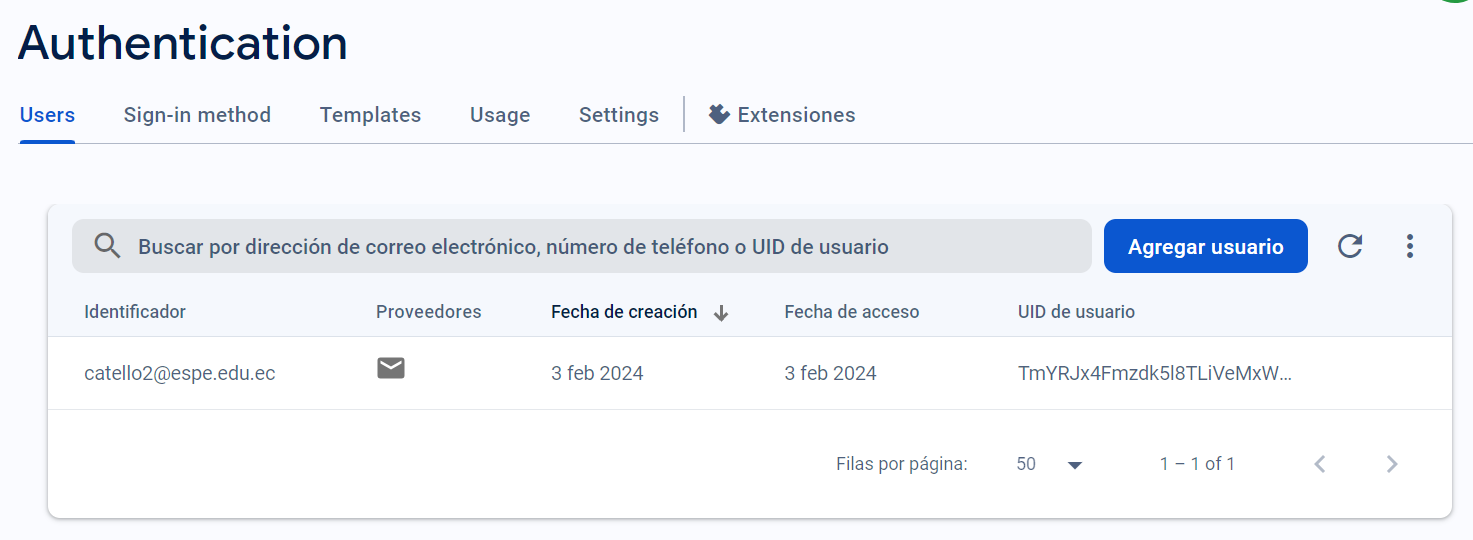 Authentication
Users Sign-in method Templates Usage Settings Extensiones
Buscar por dirección de correo electrónico, número de teléfono o UID de usuario Agregar usuario
Identificador Proveedores Fecha de creación Fecha de acceso UID de usuario
catello2@espe.edu.ec 3 feb 2024 3 feb 2024 TmYRJx4Fmzdk5l8TLiVeMxW...
Filas por página: 50 1 – 1 of 1